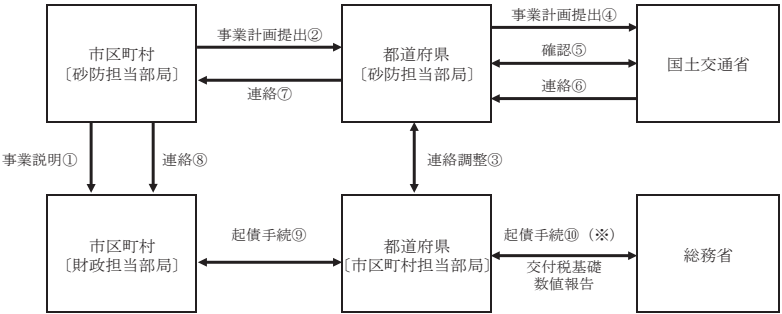 市区町村
〔砂防担当部局〕
事業計画提出②
連絡⑦
都道府県
〔砂防担当部局〕
事業計画提出④
確認⑤
連絡⑥
国土交通省
事業説明①
連絡⑧
連絡調整③
市区町村
〔財政担当部局〕
起債手続⑨
都道府県
〔市区町村担当部局〕
起債手続⑩（※）
交付税基礎
数値報告
総務省